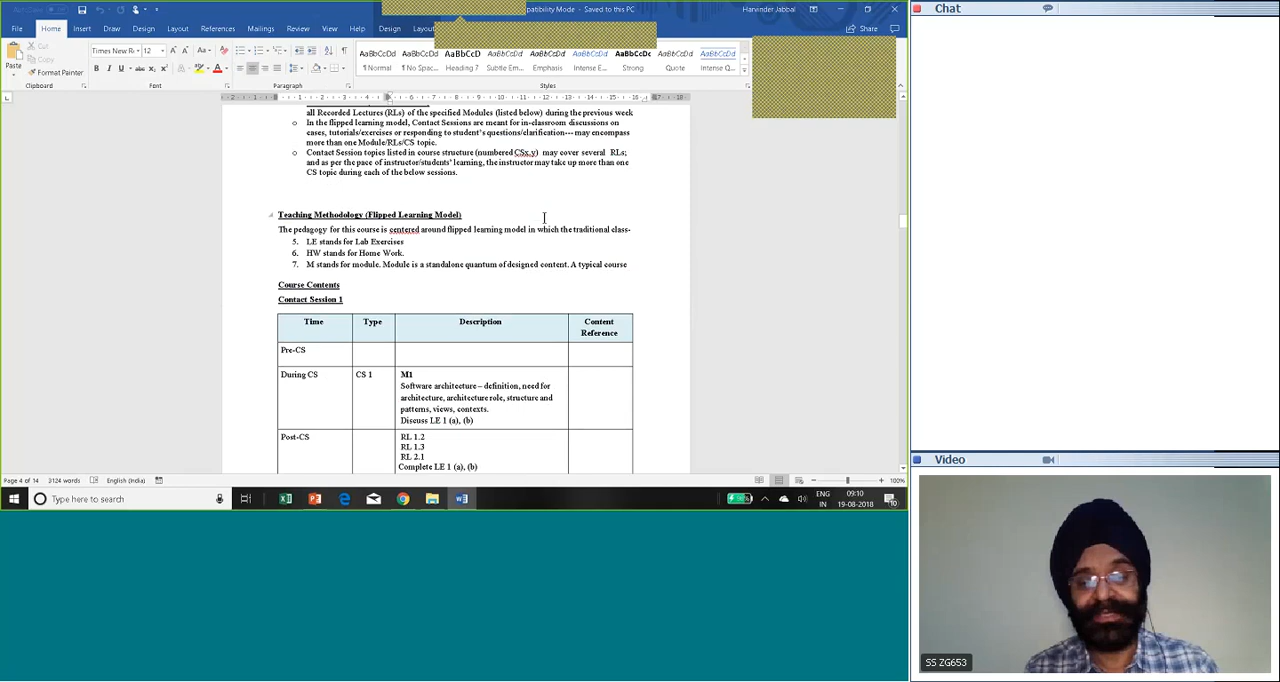 patibility Mode - Saved to this PC
Harvinder Jabbal
File Home Insert Draw Design Layout References Mailings Review View Help Design Layout
Share
Cut
Copy
Format Painter
Paste
Times New Ro 12
AaBbCcDd AaBbCcDd AaBbCcD AaBbCcDd AaBbCcDd AaBbCcDd AaBbCcDc AaBbCcDd AaBbCcDd
¶ Normal ¶ No Spac... Heading 7 Subtle Em... Emphasis Intense E... Strong Quote Intense Q...
Clipboard Font Paragraph Styles
all Recorded Lectures (RLs) of the specified Modules (listed below) during the previous week
o In the flipped learning model, Contact Sessions are meant for in-classroom discussions on
cases, tutorials/exercises or responding to student's questions/clarification--- may encompass
more than one Module/RLs/CS topic.
o Contact Session topics listed in course structure (numbered CSx.y) may cover several RLs;
and as per the pace of instructor/students' learning, the instructor may take up more than one
CS topic during each of the below sessions.
Teaching Methodology (Flipped Learning Model)
The pedagogy for this course is centered around flipped learning model in which the traditional class-
5. LE stands for Lab Exercises
6. HW stands for Home Work.
7. M stands for module. Module is a standalone quantum of designed content. A typical course
Course Contents
Contact Session 1
Time Type Description Content
Reference
Pre-CS
During CS CS 1 M1
Software architecture – definition, need for
architecture, architecture role, structure and
patterns, views, contexts.
Discuss LE 1 (a), (b)
Post-CS RL 1.2
RL 1.3
RL 2.1
Complete LE 1 (a), (b)
Page 4 of 14 3124 words English (India) 100%
Type here to search
ENG
IN
09:10
19-08-2018
Chat
Video
SS ZG653